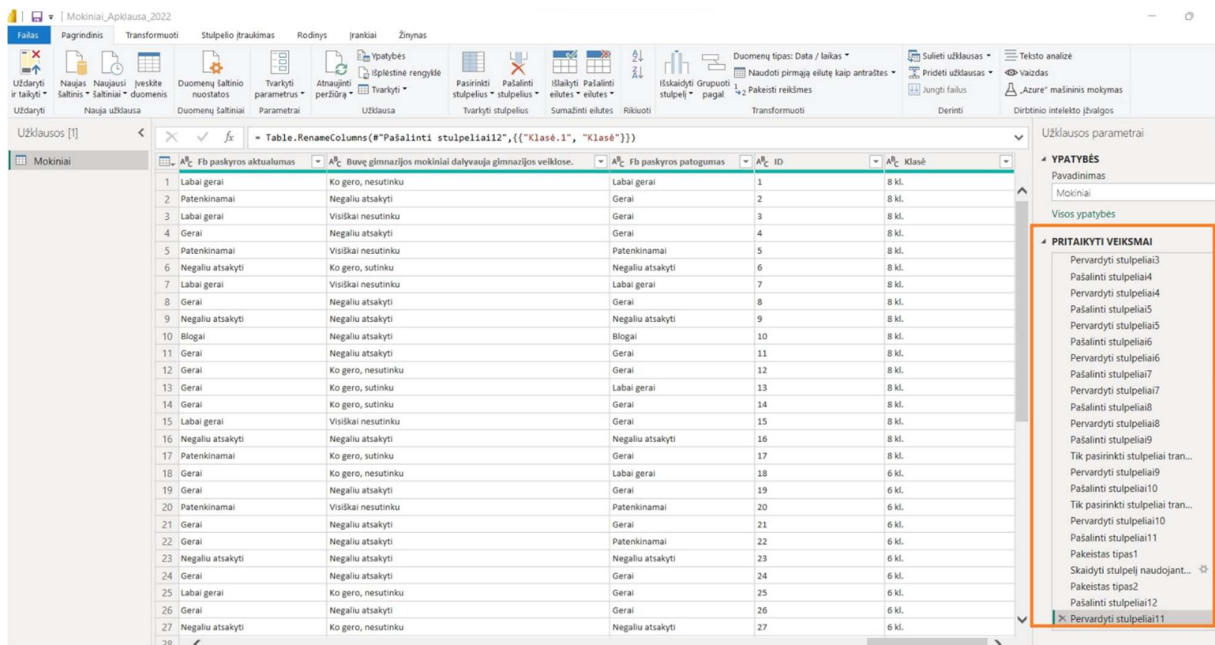 Mokiniai_Apklausa_2022
Failas Pagrindinis Transformuoti Stulpelio įtraukimas Rodinys Įrankiai Žinynas
Uždaryti ir taikyti
Naujas šaltinis
Naujausi šaltiniai
Įveskite duomenis
Duomenų šaltinio nuostatos
Tvarkyti parametrus
Atnaujinti peržiūrą
Ypatybės
Išplėstinė rengyklė
Tvarkyti
Pasirinkti stulpelius
Pašalinti stulpelius
Išlaikyti eilutes
Pašalinti eilutes
Išskaidyti stulpelį
Grupuoti pagal
Duomenų tipas: Data / laikas
Naudoti pirmąją eilutę kaip antraštes
Pakeisti reikšmes
Sulieti užklausas
Pridėti užklausas
Jungti failus
Teksto analizė
Vaizdas
„Azure“ mašininis mokymas
Uždaryti Nauja užklausa Duomenų šaltiniai Parametrai Užklausa Tvarkyti stulpelius Sumažinti eilutes Rikiuoti Transformuoti Derinti Dirbtinio intelekto įžvalgos
Užklausos [1]
Mokiniai
= Table.RenameColumns(#"Pašalinti stulpeliai12",{{"Klasė.1", "Klasė"}})
Fb paskyros aktualumas Buvę gimnazijos mokiniai dalyvauja gimnazijos veiklose. Fb paskyros patogumas ID Klasė
1 Labai gerai Ko gero, nesutinku Labai gerai 1 8 kl.
2 Patenkinamai Negaliu atsakyti Gerai 2 8 kl.
3 Labai gerai Visiškai nesutinku Gerai 3 8 kl.
4 Gerai Negaliu atsakyti Gerai 4 8 kl.
5 Patenkinamai Visiškai nesutinku Patenkinamai 5 8 kl.
6 Negaliu atsakyti Ko gero, sutinku Negaliu atsakyti 6 8 kl.
7 Labai gerai Visiškai nesutinku Labai gerai 7 8 kl.
8 Gerai Negaliu atsakyti Gerai 8 8 kl.
9 Negaliu atsakyti Negaliu atsakyti Negaliu atsakyti 9 8 kl.
10 Blogai Negaliu atsakyti Blogai 10 8 kl.
11 Gerai Negaliu atsakyti Gerai 11 8 kl.
12 Gerai Ko gero, nesutinku Gerai 12 8 kl.
13 Gerai Ko gero, sutinku Labai gerai 13 8 kl.
14 Gerai Ko gero, sutinku Gerai 14 8 kl.
15 Labai gerai Visiškai nesutinku Gerai 15 8 kl.
16 Negaliu atsakyti Negaliu atsakyti Negaliu atsakyti 16 8 kl.
17 Patenkinamai Ko gero, sutinku Gerai 17 8 kl.
18 Gerai Ko gero, nesutinku Labai gerai 18 6 kl.
19 Gerai Negaliu atsakyti Gerai 19 6 kl.
20 Patenkinamai Visiškai nesutinku Patenkinamai 20 6 kl.
21 Gerai Negaliu atsakyti Gerai 21 6 kl.
22 Gerai Negaliu atsakyti Patenkinamai 22 6 kl.
23 Negaliu atsakyti Negaliu atsakyti Negaliu atsakyti 23 6 kl.
24 Gerai Negaliu atsakyti Gerai 24 6 kl.
25 Labai gerai Ko gero, nesutinku Gerai 25 6 kl.
26 Gerai Negaliu atsakyti Gerai 26 6 kl.
27 Negaliu atsakyti Ko gero, nesutinku Negaliu atsakyti 27 6 kl.
28
Užklausos parametrai
YPATYBĖS
Pavadinimas
Mokiniai
Visos ypatybės
PRITAIKYTI VEIKSMAI
Pervardyti stulpeliai3
Pašalinti stulpeliai4
Pervardyti stulpeliai4
Pašalinti stulpeliai5
Pervardyti stulpeliai5
Pašalinti stulpeliai6
Pervardyti stulpeliai6
Pašalinti stulpeliai7
Pervardyti stulpeliai7
Pašalinti stulpeliai8
Pervardyti stulpeliai8
Pašalinti stulpeliai9
Tik pasirinkti stulpeliai tran...
Pervardyti stulpeliai9
Pašalinti stulpeliai10
Tik pasirinkti stulpeliai tran...
Pervardyti stulpeliai10
Pašalinti stulpeliai11
Pakeistas tipas1
Skaidyti stulpelį naudojant...
Pakeistas tipas2
Pašalinti stulpeliai12
Pervardyti stulpeliai11